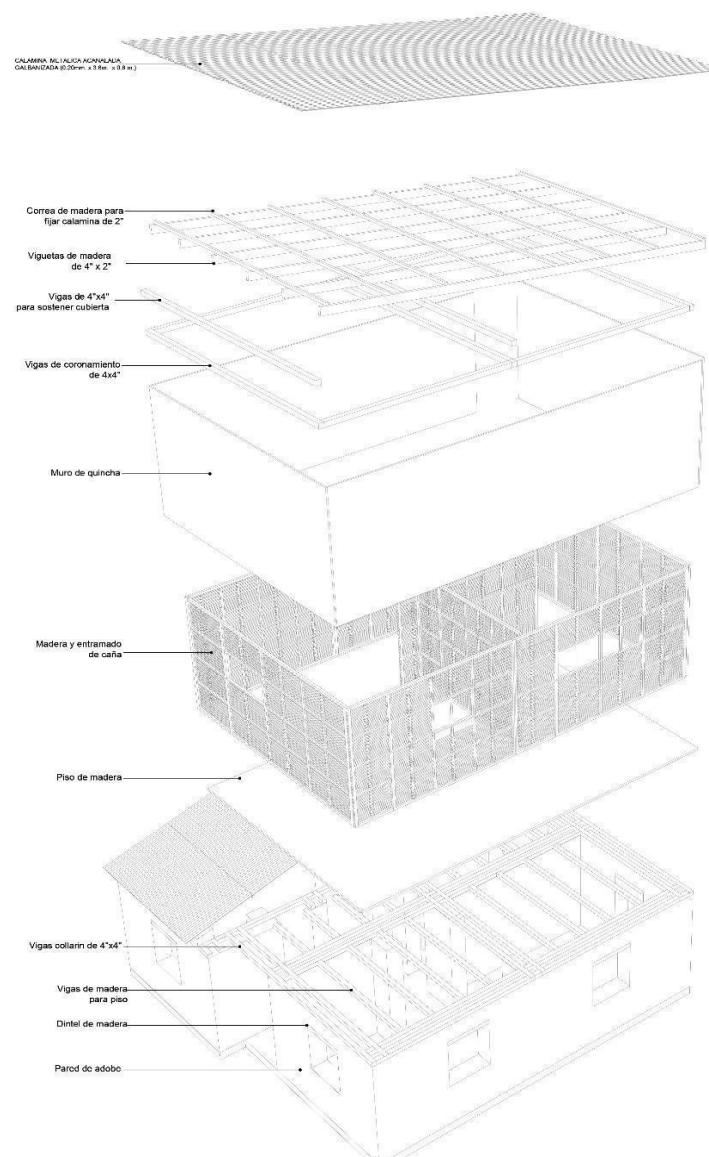 CALAMINA METALICA ACANALADA
GALBANIZADA (0.20mm. x 3.6m. x 0.8 m.)
Correa de madera para
fijar calamina de 2"
Viguetas de madera
de 4" x 2"
Vigas de 4"x4"
para sostener cubierta
Vigas de coronamiento
de 4x4"
Muro de quincha
Madera y entramado
de caña
Piso de madera
Vigas collarin de 4"x4"
Vigas de madera
para piso
Dintel de madera
Pared de adobe